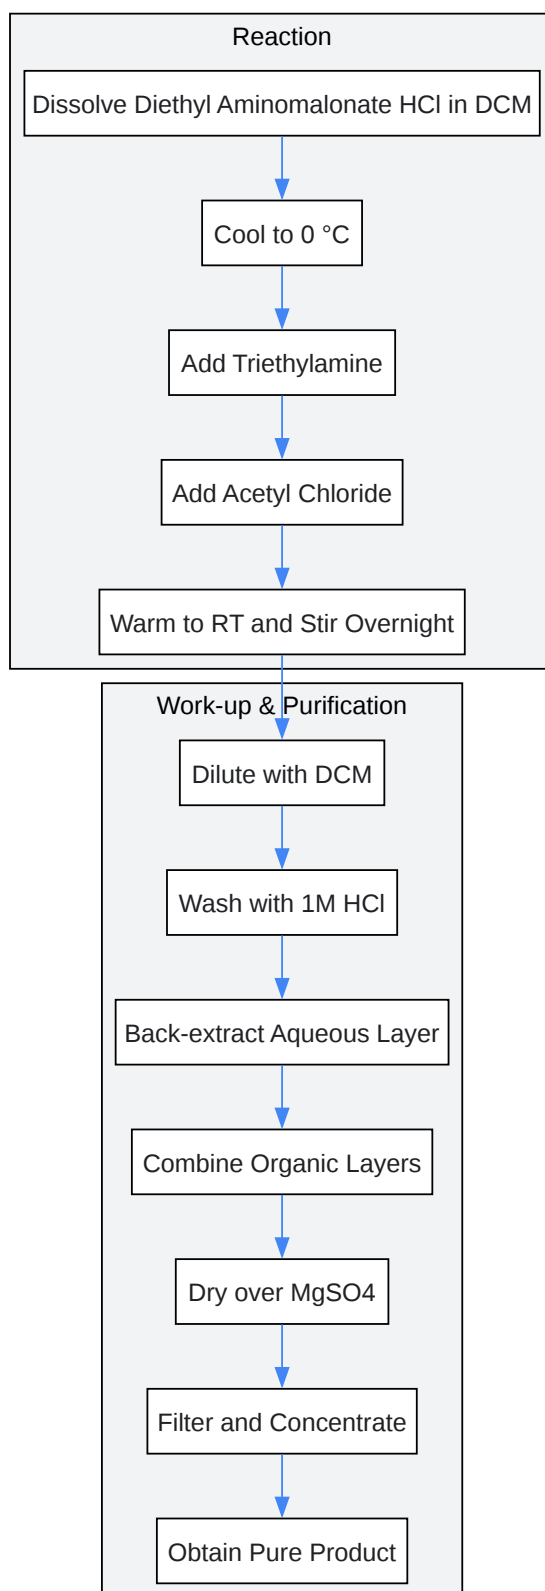 Reaction
Dissolve Diethyl Aminomalonate HCl in DCM
Cool to 0 °C
Add Triethylamine
Add Acetyl Chloride
Warm to RT and Stir Overnight
Work-up & Purification
Dilute with DCM
Wash with 1M HCl
Back-extract Aqueous Layer
Combine Organic Layers
Dry over MgSO4
Filter and Concentrate
Obtain Pure Product